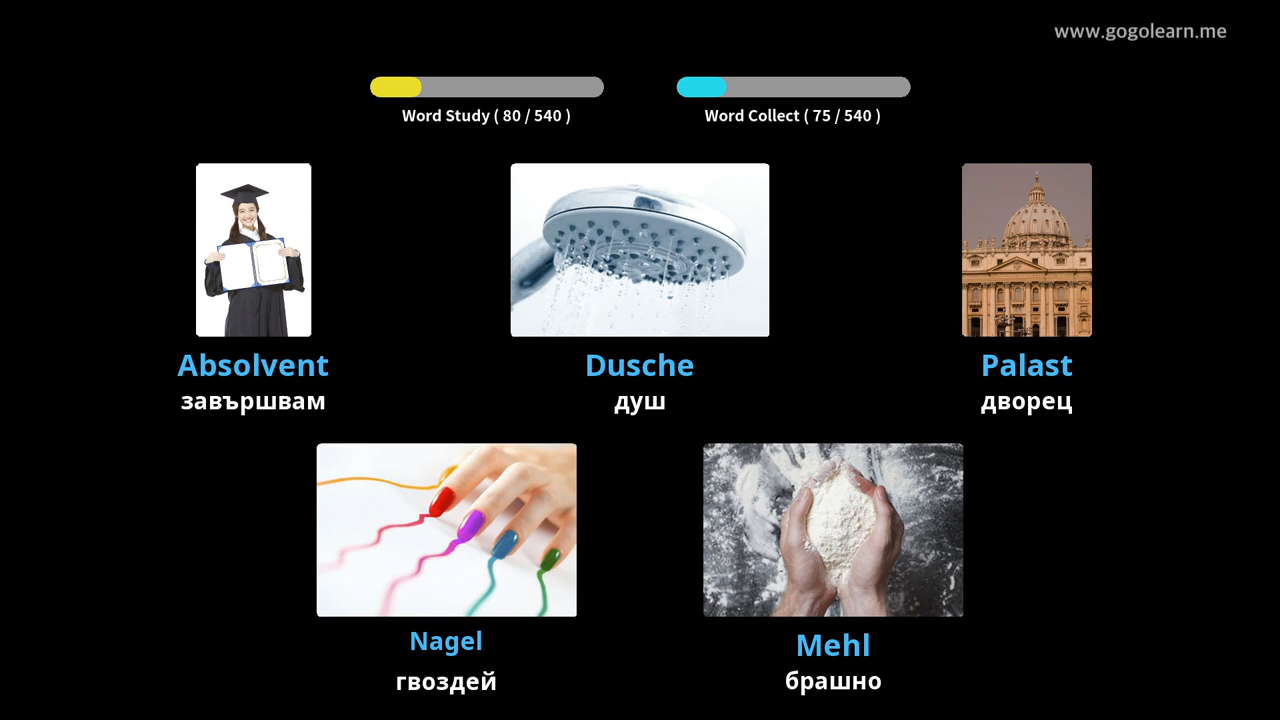 www.gogolearn.me
Word Study ( 80 / 540 )
Word Collect ( 75 / 540 )
Absolvent
завършвам
Dusche
душ
Palast
дворец
Nagel
гвоздей
Mehl
брашно